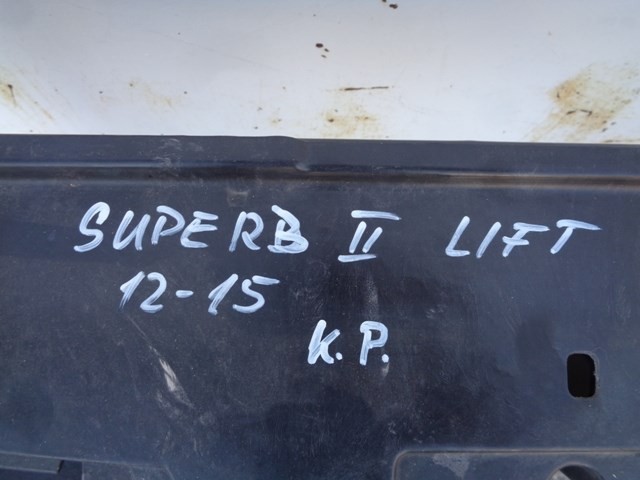 SUPERB II LIFT
12-15
K.P.